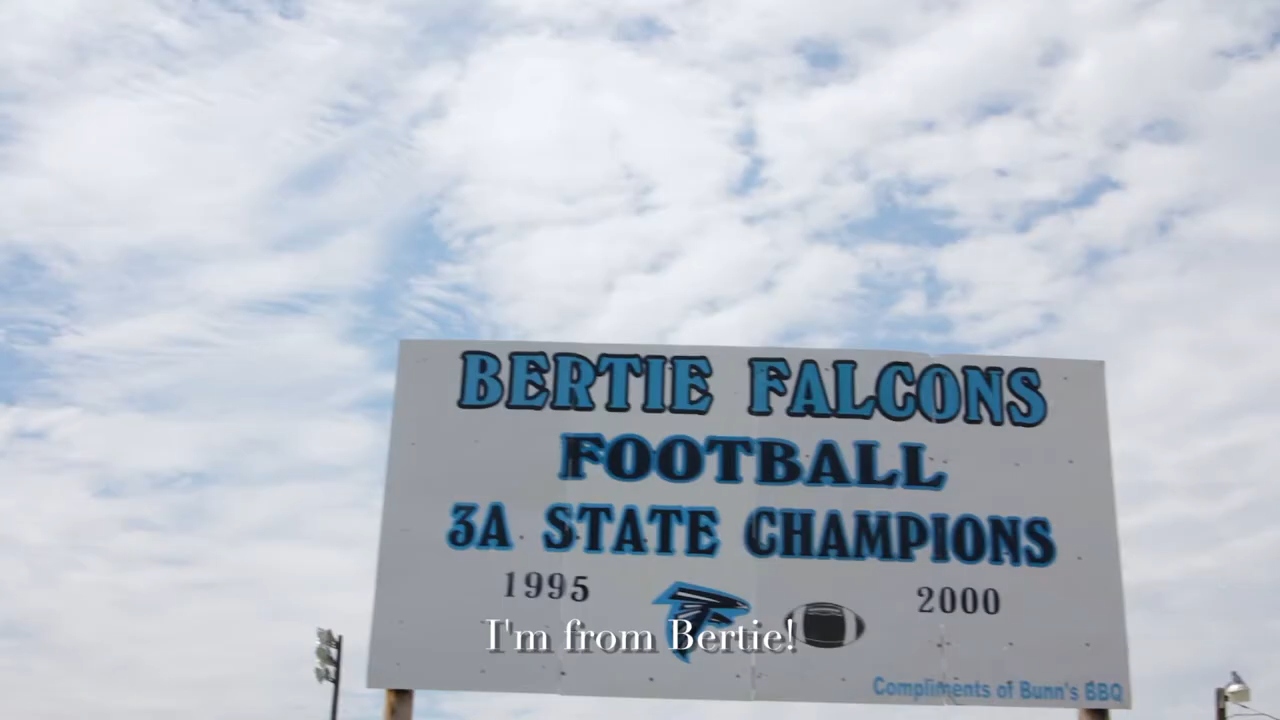 BERTIE FALCONS
FOOTBALL
3A STATE CHAMPIONS
1995 2000
I'm from Bertie!
Compliments of Bunn's BBQ